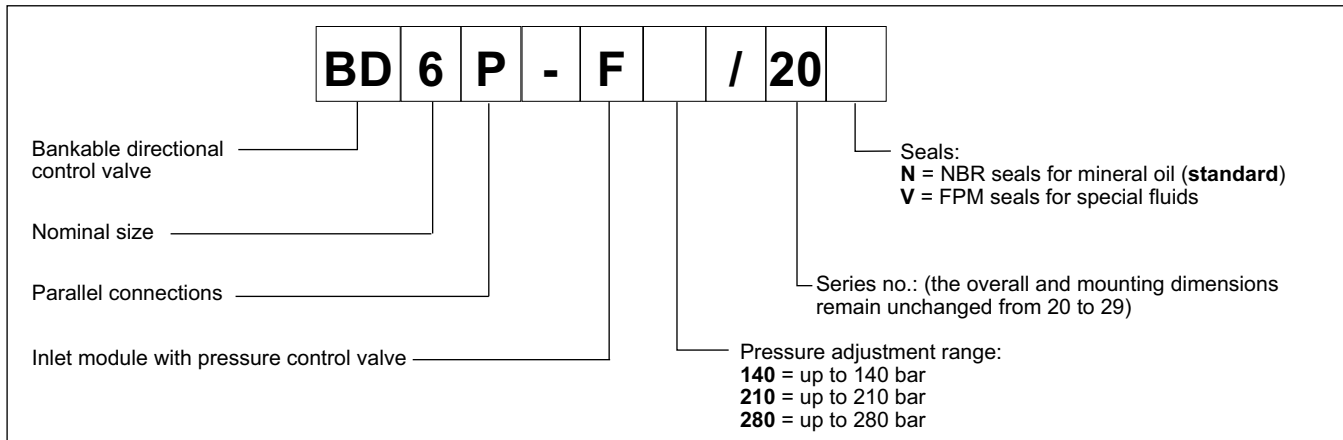 BD 6 P - F / 20
Bankable directional
control valve
Nominal size
Parallel connections
Inlet module with pressure control valve
Seals:
N = NBR seals for mineral oil (standard)
V = FPM seals for special fluids
Series no.: (the overall and mounting dimensions
remain unchanged from 20 to 29)
Pressure adjustment range:
140 = up to 140 bar
210 = up to 210 bar
280 = up to 280 bar